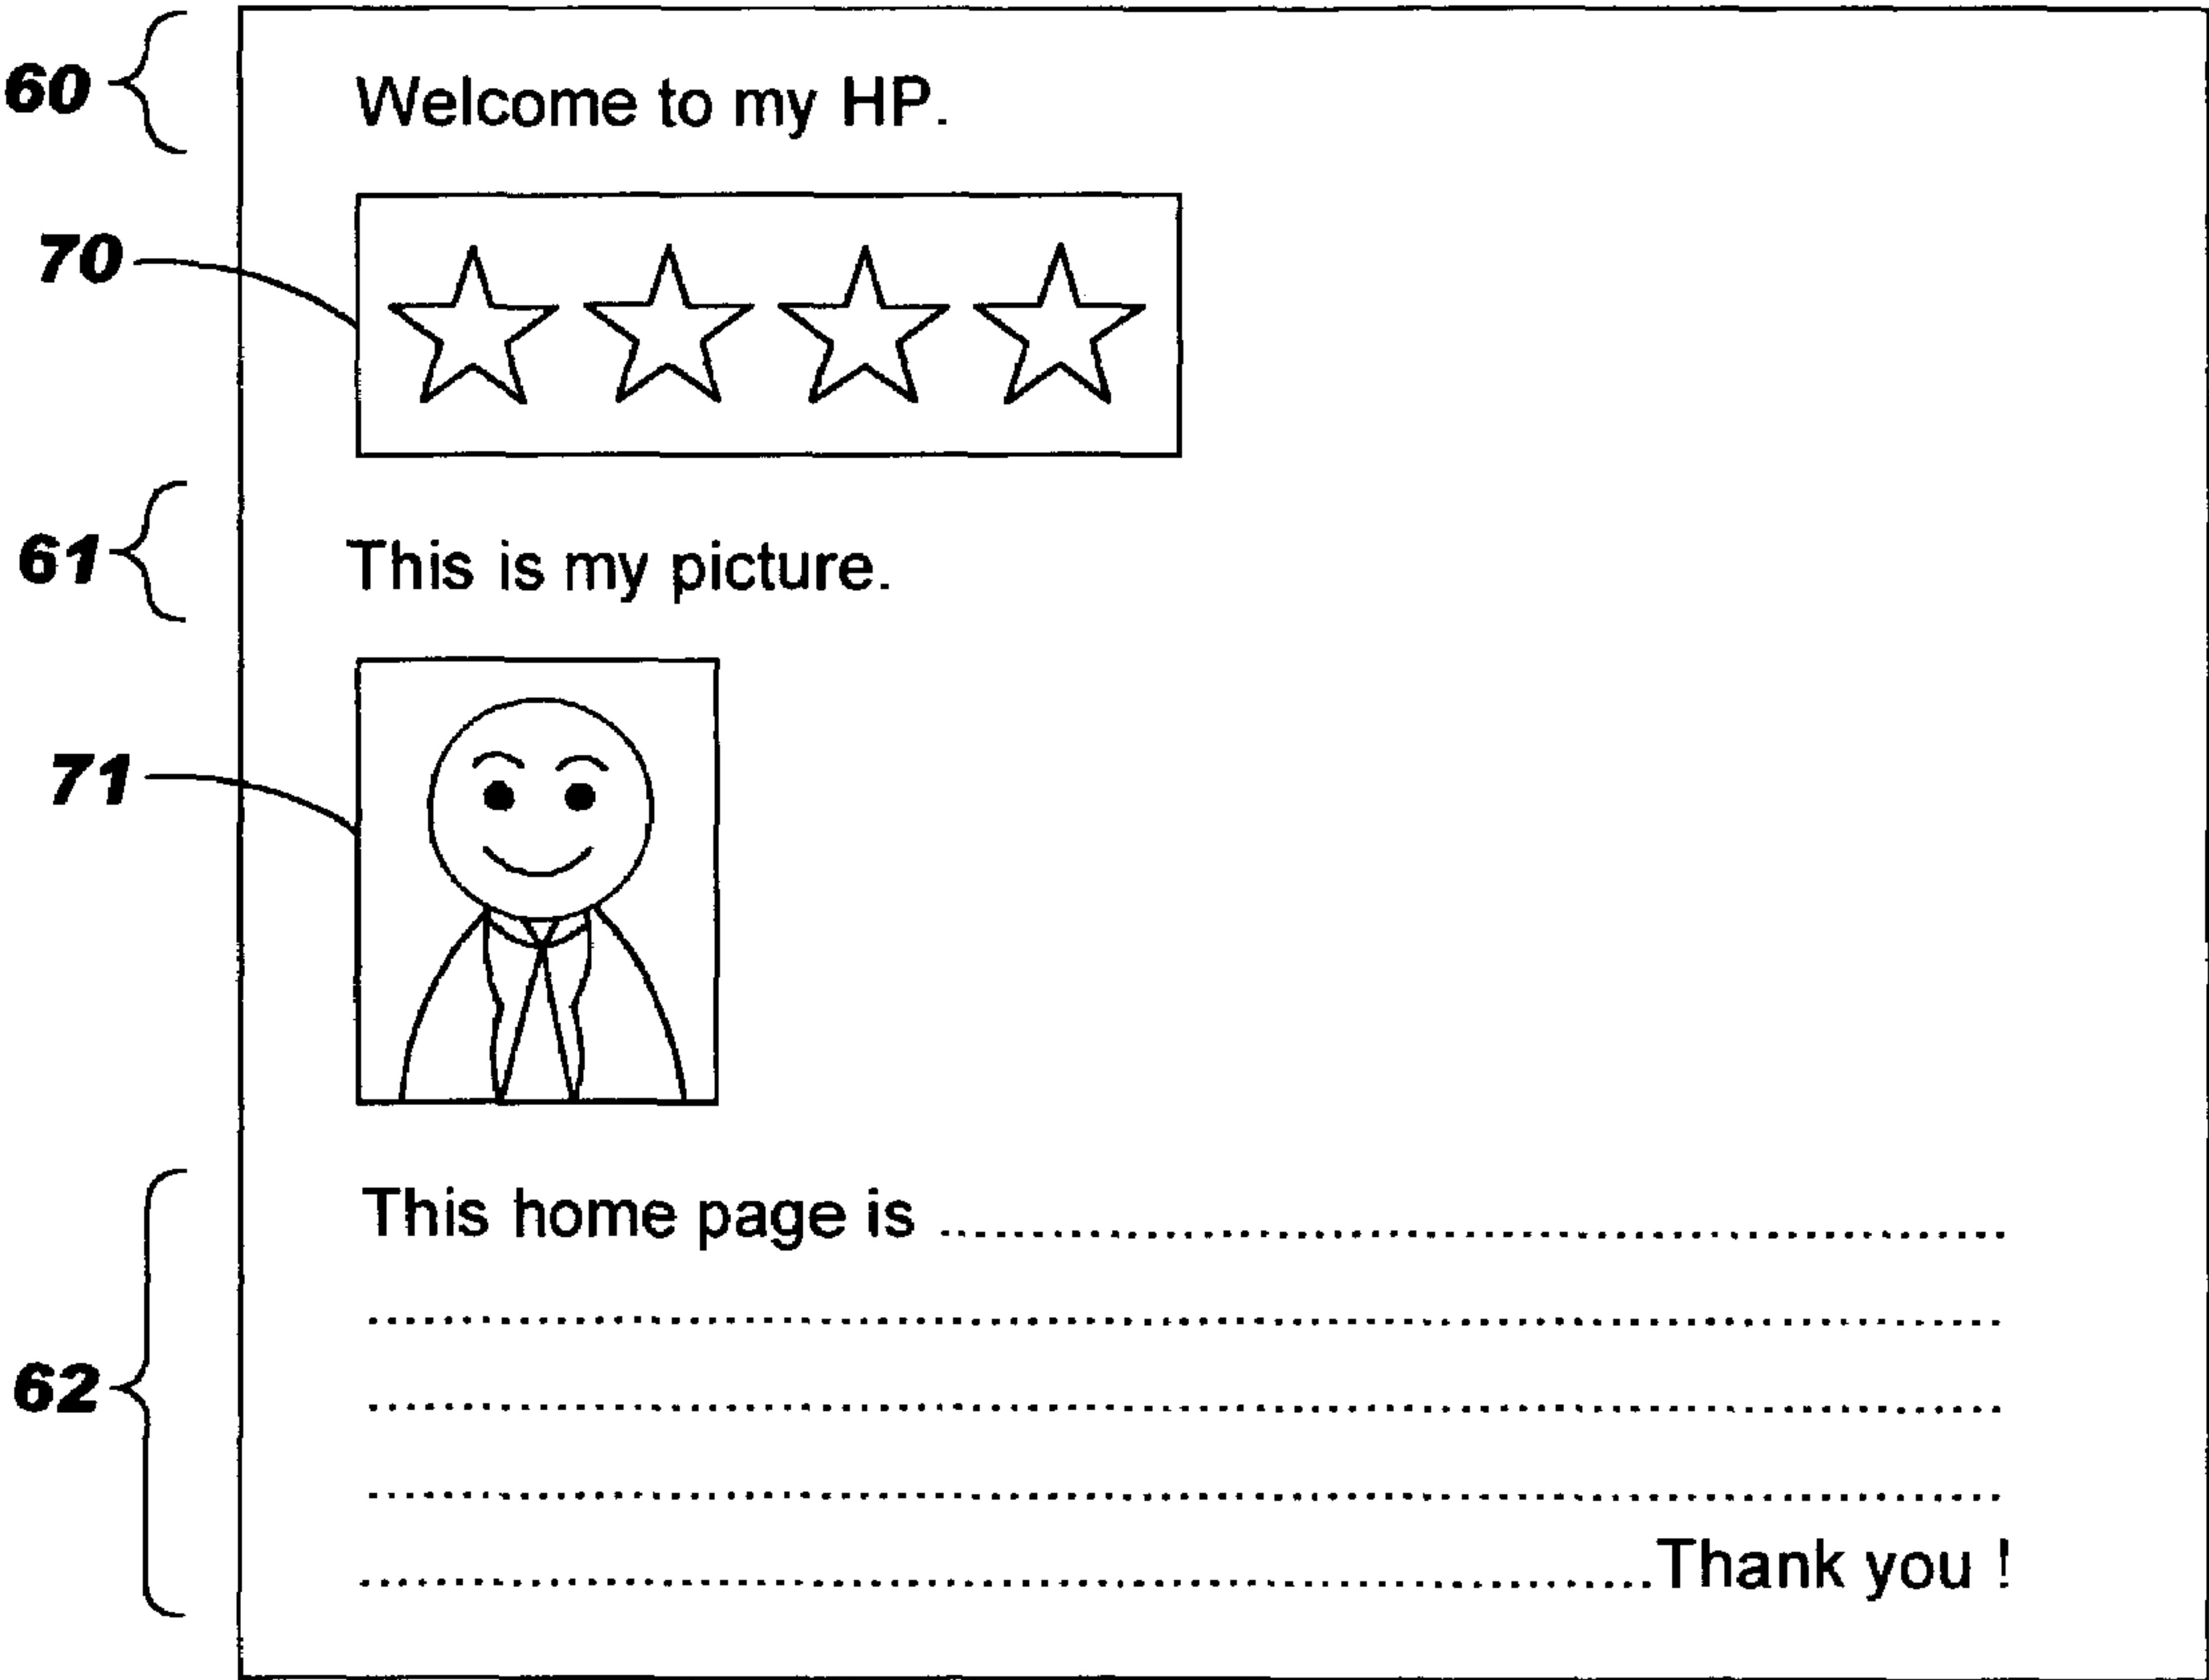 60
Welcome to my HP.
70
61
This is my picture.
71
This home page is ..........................................................
..........................................................................................
..........................................................................................
62
..........................................................................................
.......................................................................Thank you !